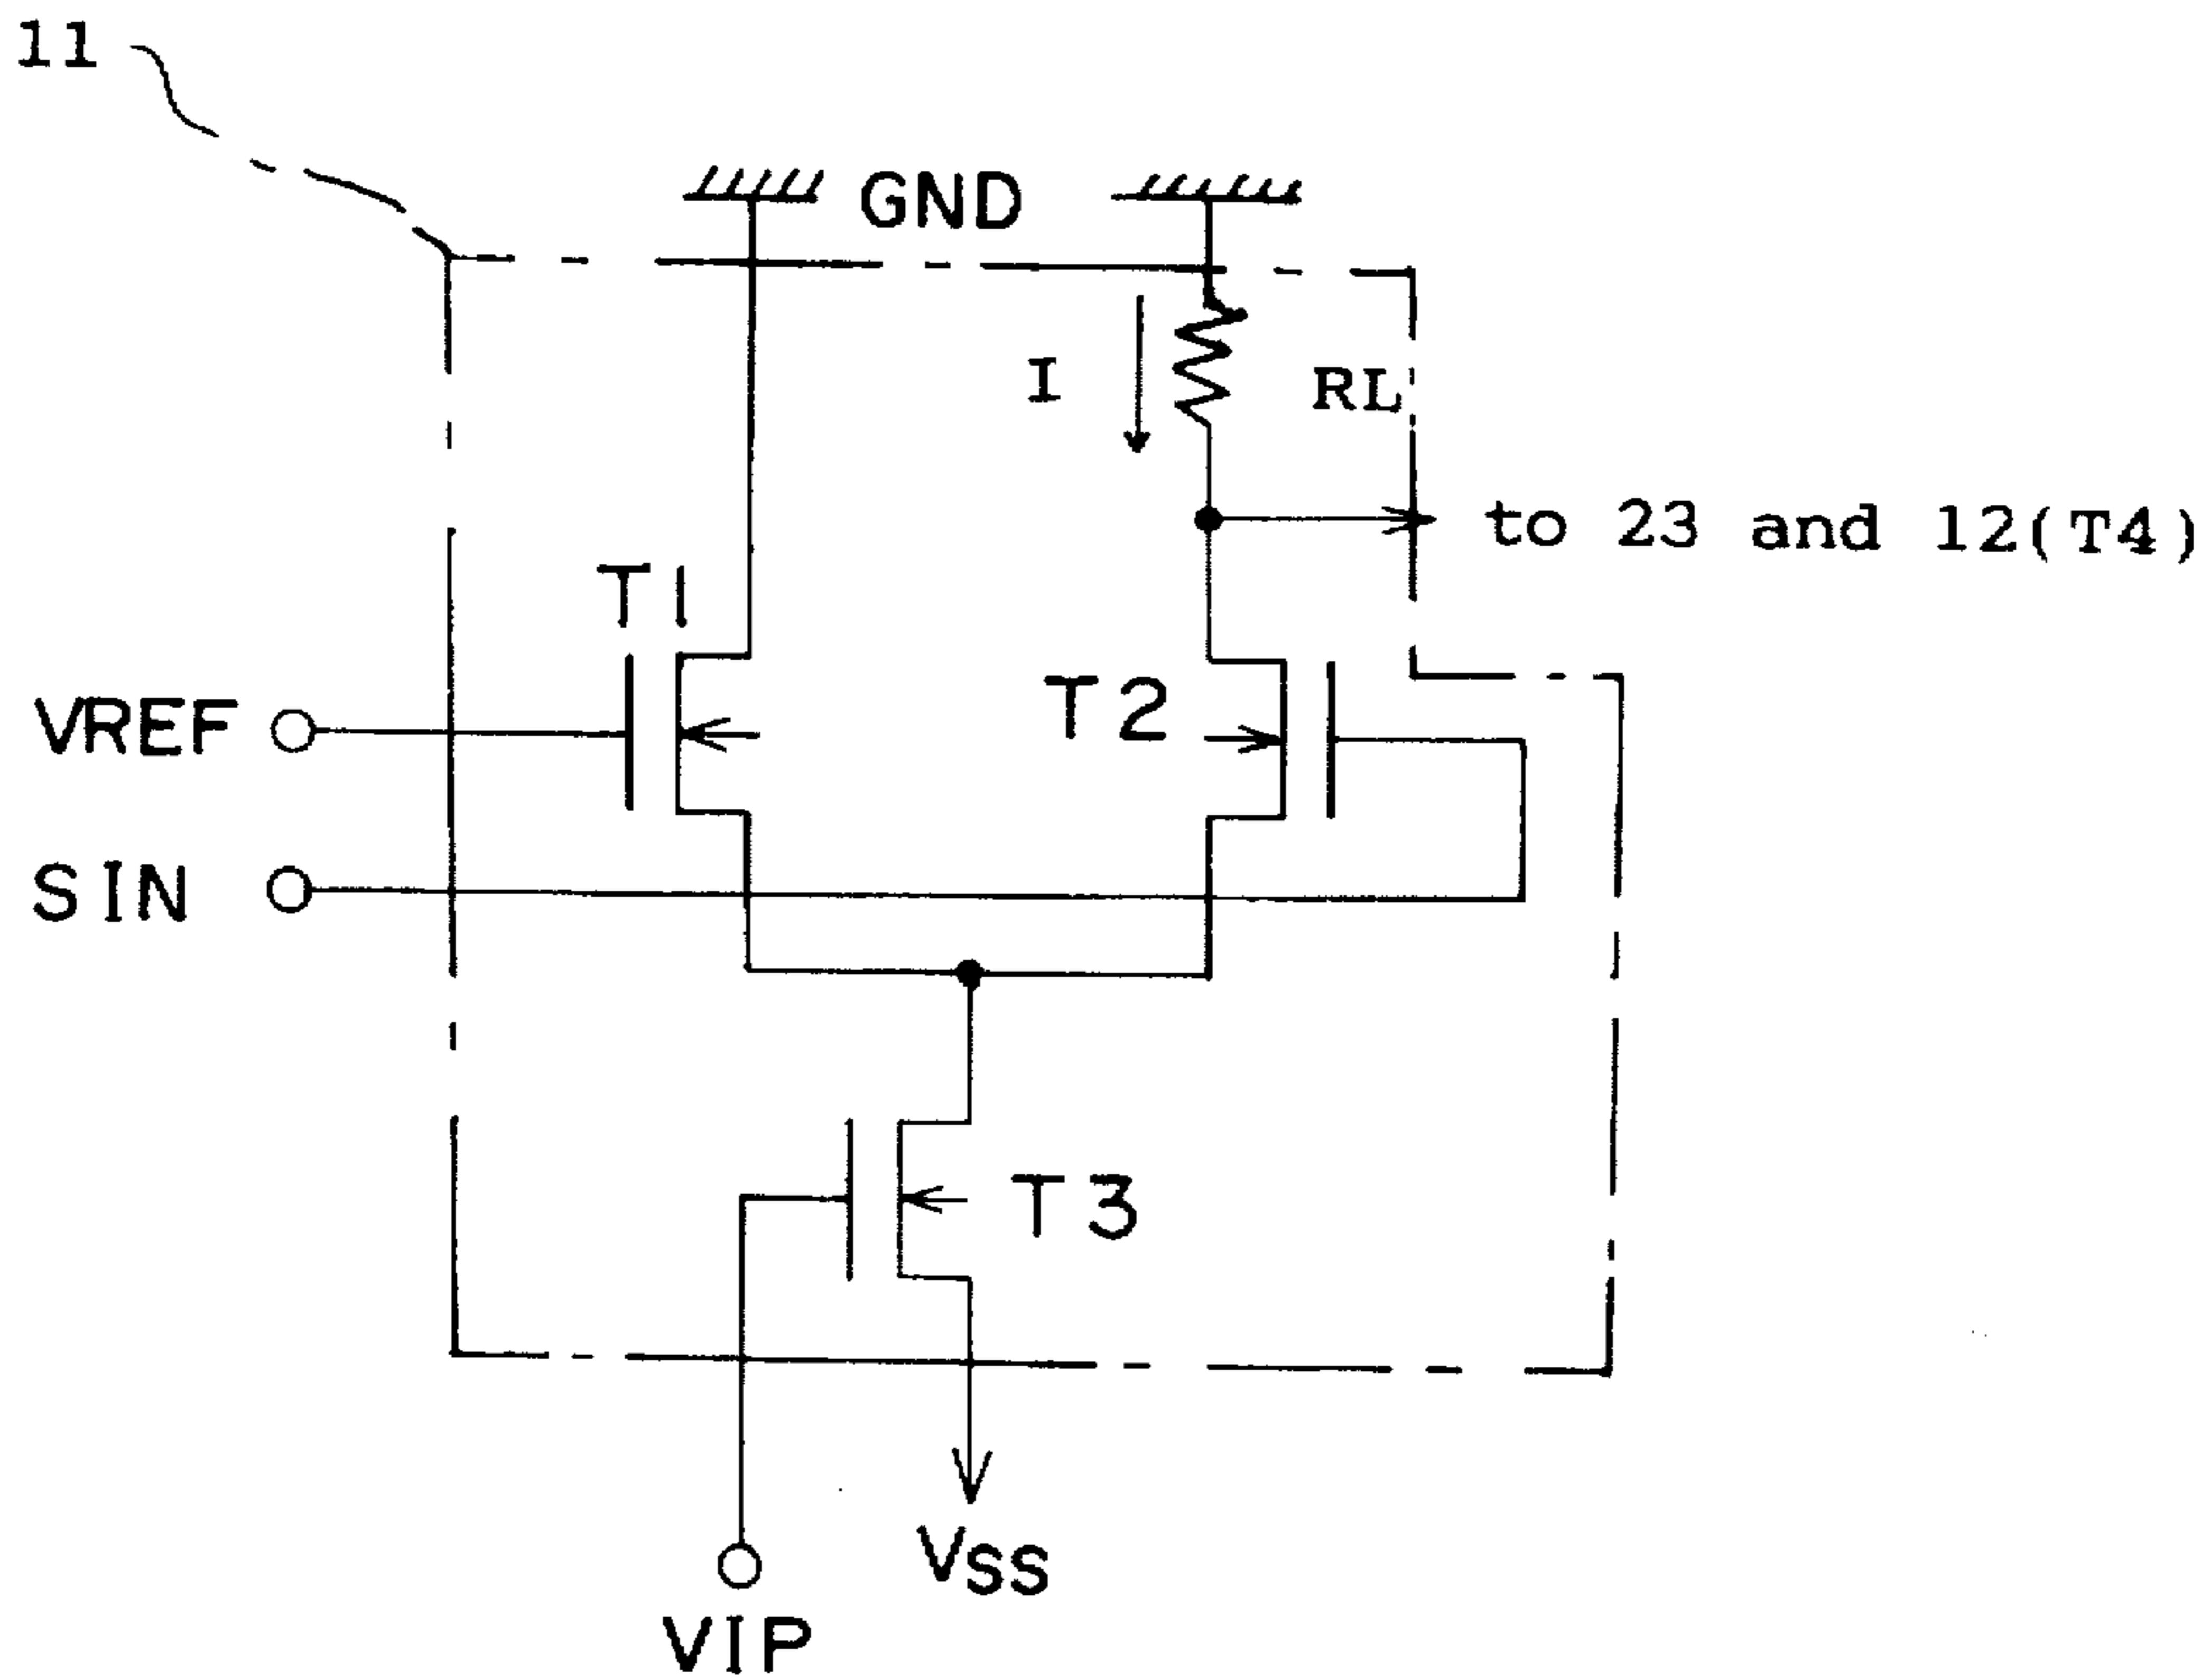 11
GND
I
RL
to 23 and 12(T4)
T1
T2
VREF
SIN
T3
VSS
VIP